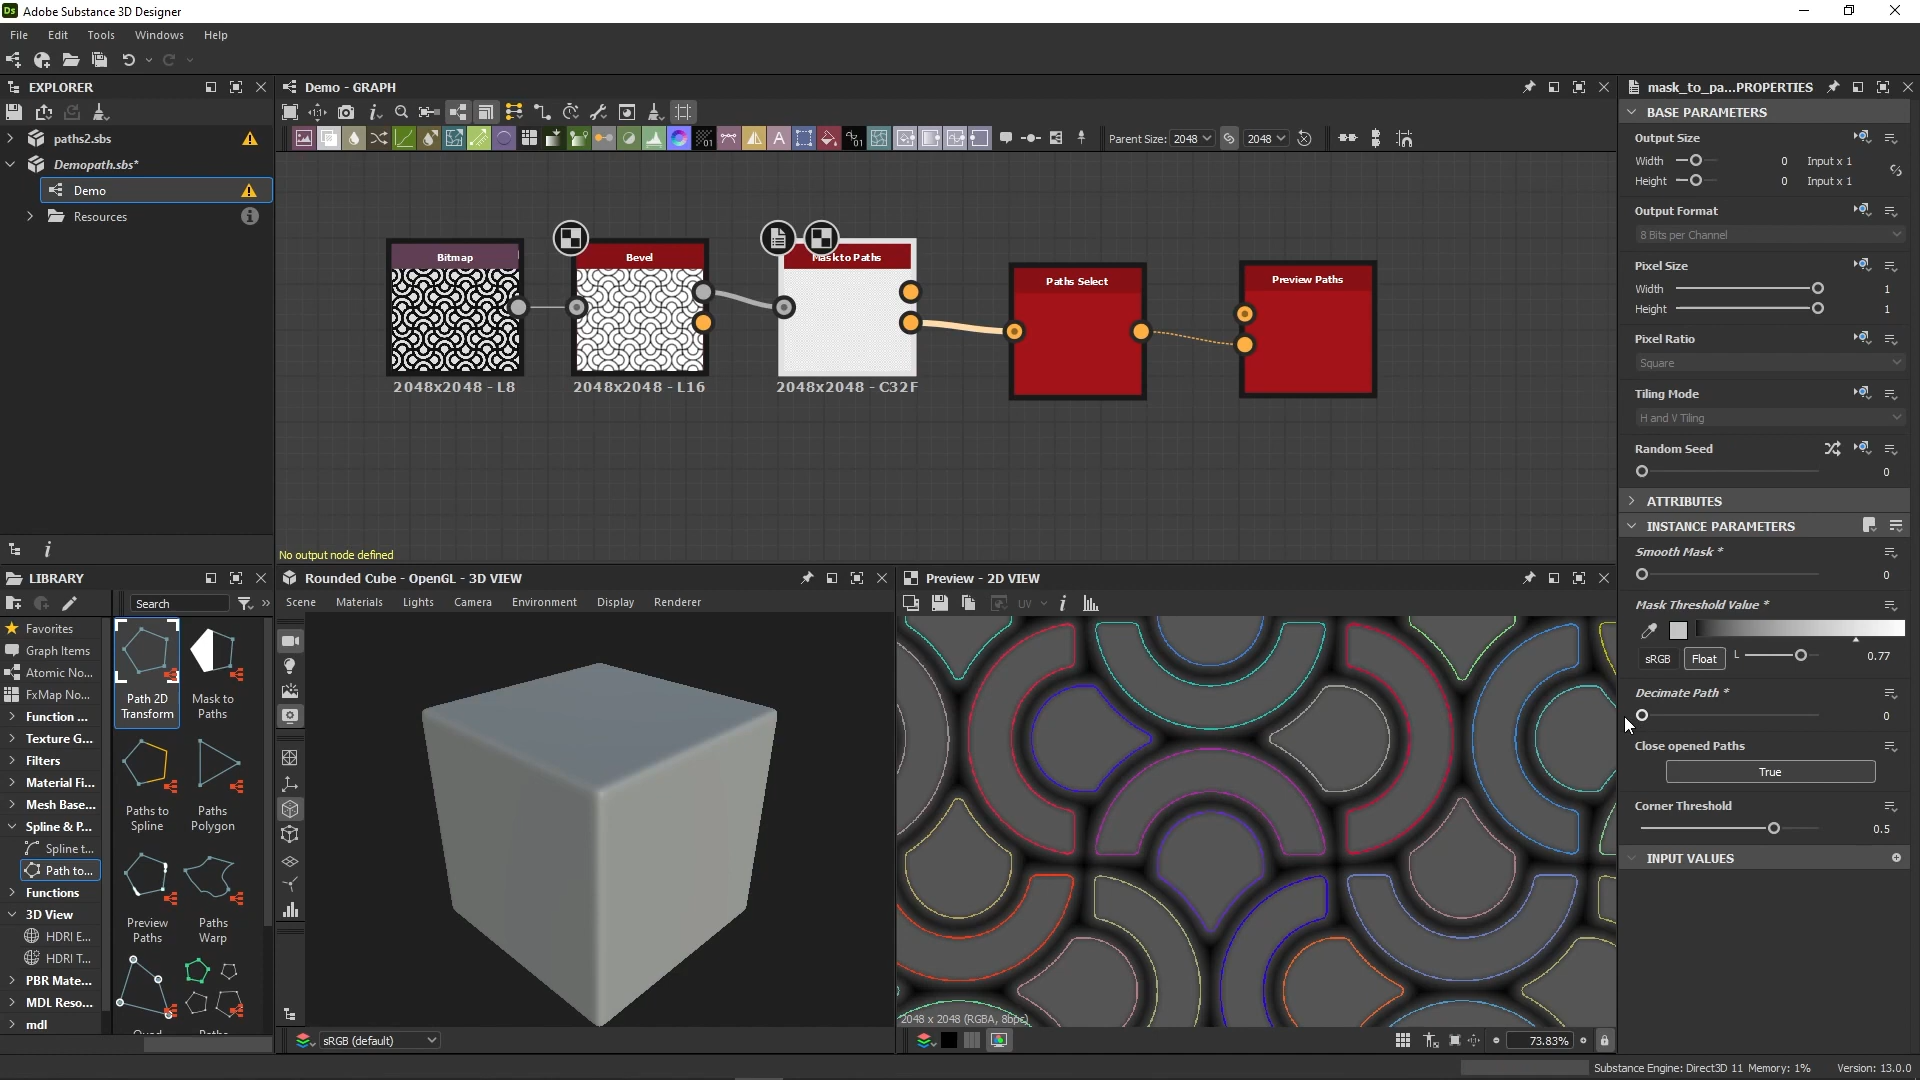 Ds Adobe Substance 3D Designer
File Edit Tools Windows Help
EXPLORER
paths2.sbs
Demopath.sbs*
Demo
Resources
Demo - GRAPH
Parent Size: 2048 2048
Bitmap
2048x2048 - L8
Bevel
2048x2048 - L16
Mask to Paths
2048x2048 - C32F
Paths Select
Preview Paths
No output node defined
LIBRARY
Search
Favorites
Graph Items
Atomic No...
FxMap No...
Function ...
Texture G...
Filters
Material Fi...
Mesh Base...
Spline & P...
Spline t...
Path to...
Functions
3D View
HDRI E...
HDRI T...
PBR Mate...
MDL Reso...
mdl
Path 2D Transform
Mask to Paths
Paths to Spline
Paths Polygon
Preview Paths
Paths Warp
Rounded Cube - OpenGL - 3D VIEW
Scene Materials Lights Camera Environment Display Renderer
sRGB (default)
Preview - 2D VIEW
UV
2048 x 2048 (RGBA, 8bpc)
73.83%
mask_to_pa...PROPERTIES
BASE PARAMETERS
Output Size
Width 0 Input x 1
Height 0 Input x 1
Output Format
8 Bits per Channel
Pixel Size
Width 1
Height 1
Pixel Ratio
Square
Tiling Mode
H and V Tiling
Random Seed
0
ATTRIBUTES
INSTANCE PARAMETERS
Smooth Mask *
0
Mask Threshold Value *
sRGB Float L 0.77
Decimate Path *
0
Close opened Paths
True
Corner Threshold
0.5
INPUT VALUES
Substance Engine: Direct3D 11 Memory: 1% Version: 13.0.0